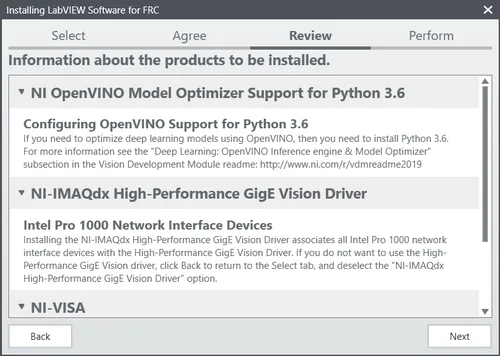 Installing LabVIEW Software for FRC
Select Agree Review Perform
Information about the products to be installed.
NI OpenVINO Model Optimizer Support for Python 3.6
Configuring OpenVINO Support for Python 3.6
If you need to optimize deep learning models using OpenVINO, then you need to install Python 3.6.
For more information see the "Deep Learning: OpenVINO Inference engine & Model Optimizer"
subsection in the Vision Development Module readme: http://www.ni.com/r/vdmreadme2019
NI-IMAQdx High-Performance GigE Vision Driver
Intel Pro 1000 Network Interface Devices
Installing the NI-IMAQdx High-Performance GigE Vision Driver associates all Intel Pro 1000 network
interface devices with the High-Performance GigE Vision Driver. If you do not want to use the High-
Performance GigE Vision driver, click Back to return to the Select tab, and deselect the "NI-IMAQdx
High-Performance GigE Vision Driver" option.
NI-VISA
Back Next